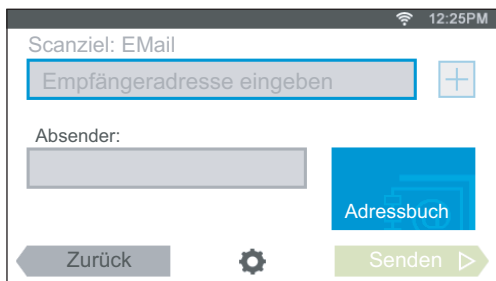 12:25PM
Scanziel: EMail
Empfängeradresse eingeben
Absender:
Adressbuch
Zurück
Senden